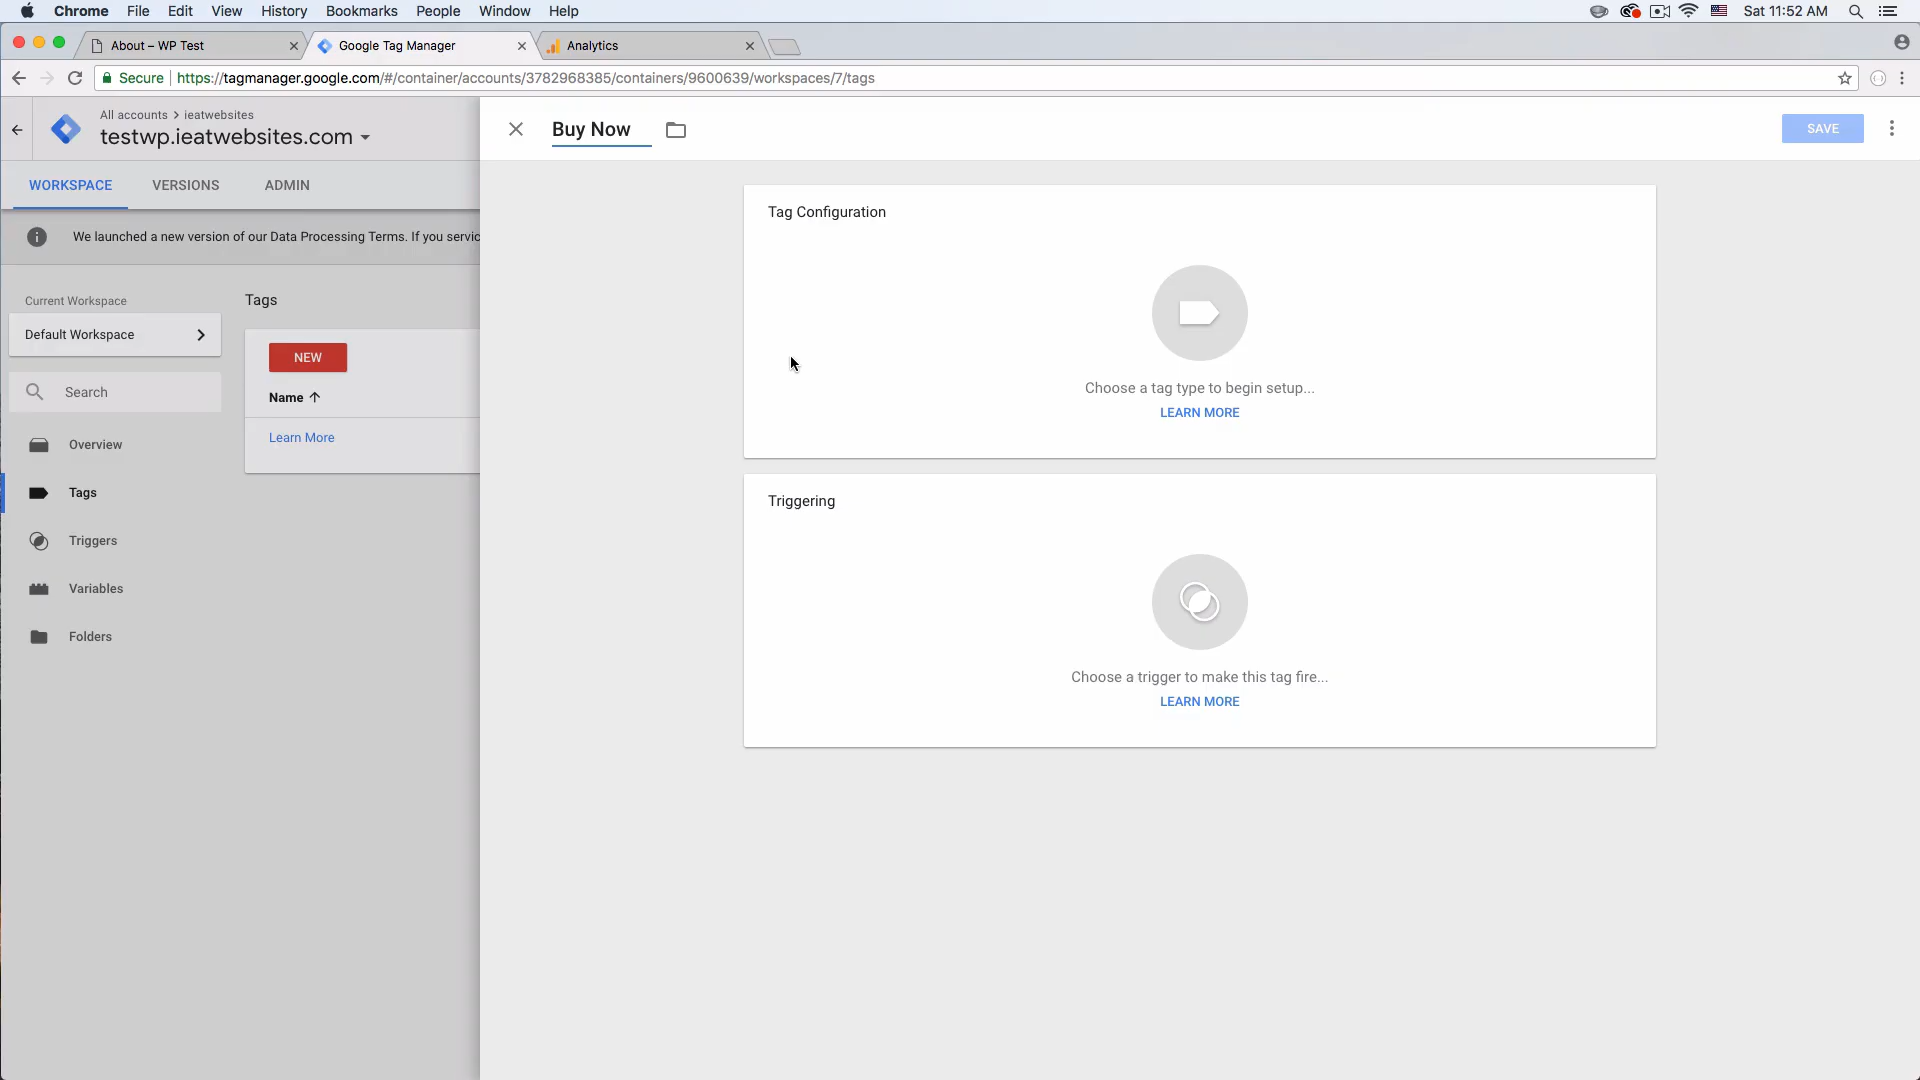 Chrome File Edit View History Bookmarks People Window Help Sat 11:52 AM
About – WP Test
Google Tag Manager
Analytics
Secure https://tagmanager.google.com/#/container/accounts/3782968385/containers/9600639/workspaces/7/tags
All accounts > ieatwebsites
testwp.ieatwebsites.com
Buy Now
SAVE
WORKSPACE VERSIONS ADMIN
We launched a new version of our Data Processing Terms. If you servic
Current Workspace
Default Workspace
Search
Overview
Tags
Triggers
Variables
Folders
Tags
NEW
Name
Learn More
Tag Configuration
Choose a tag type to begin setup...
LEARN MORE
Triggering
Choose a trigger to make this tag fire...
LEARN MORE